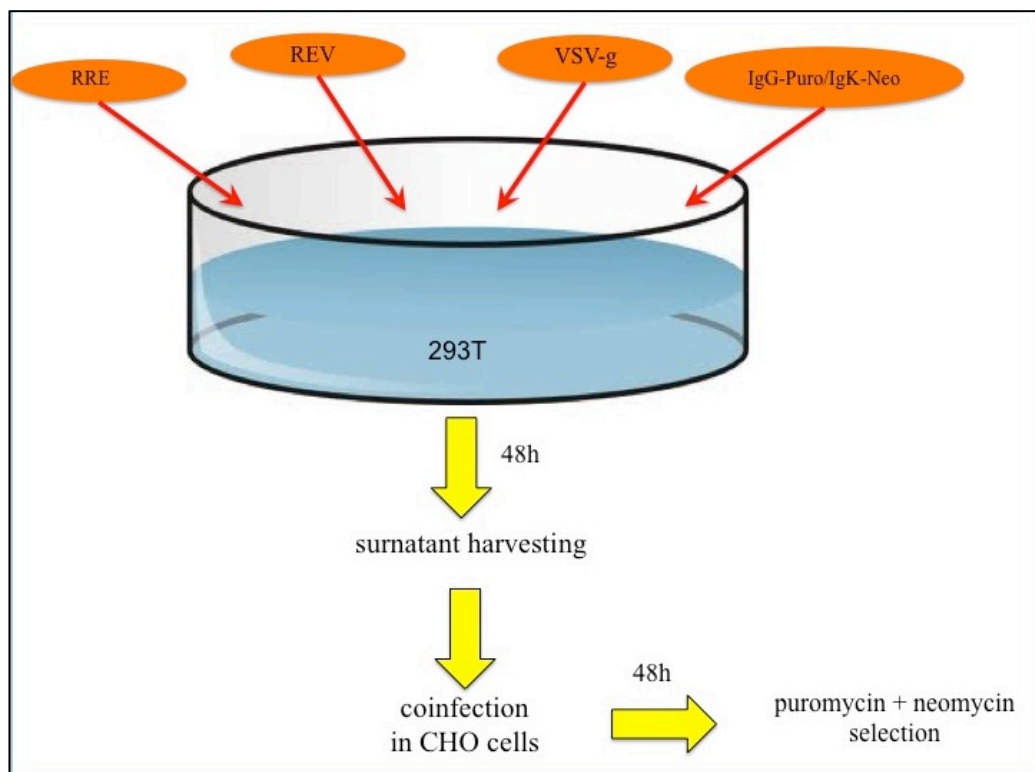 RRE
REV
VSV-g
IgG-Puro/IgK-Neo
293T
48h
surnatant harvesting
48h
coinfection
in CHO cells
puromycin + neomycin
selection